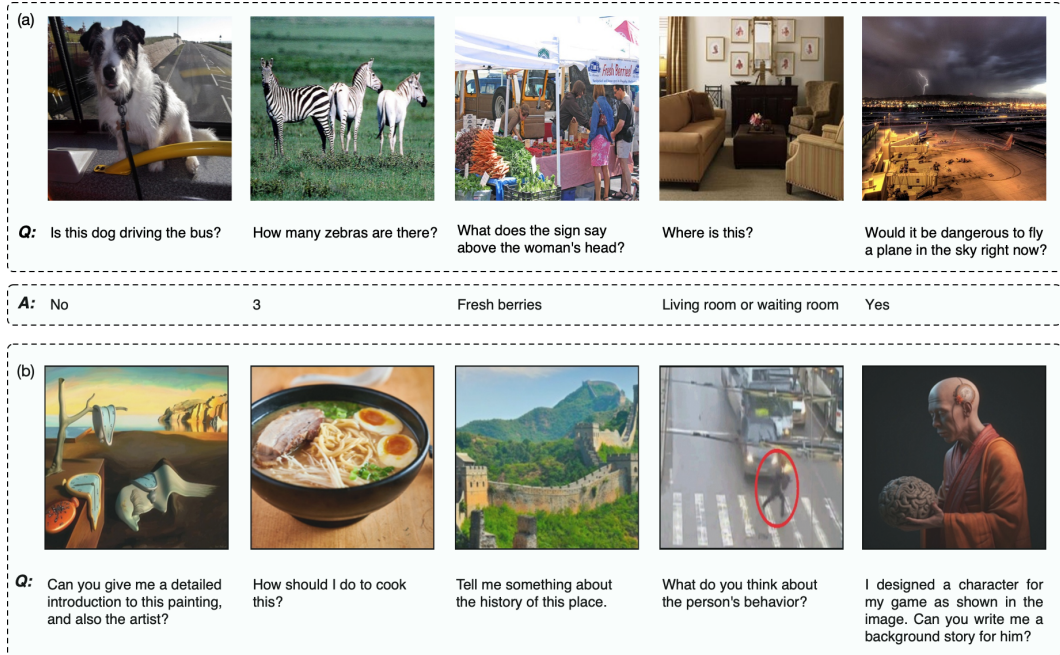 (a)
Fresh Berries
Q: Is this dog driving the bus?
How many zebras are there?
What does the sign say
above the woman's head?
Where is this?
Would it be dangerous to fly
a plane in the sky right now?
A: No
3
Fresh berries
Living room or waiting room
Yes
(b)
Q: Can you give me a detailed
introduction to this painting,
and also the artist?
How should I do to cook
this?
Tell me something about
the history of this place.
What do you think about
the person's behavior?
I designed a character for
my game as shown in the
image. Can you write me a
background story for him?